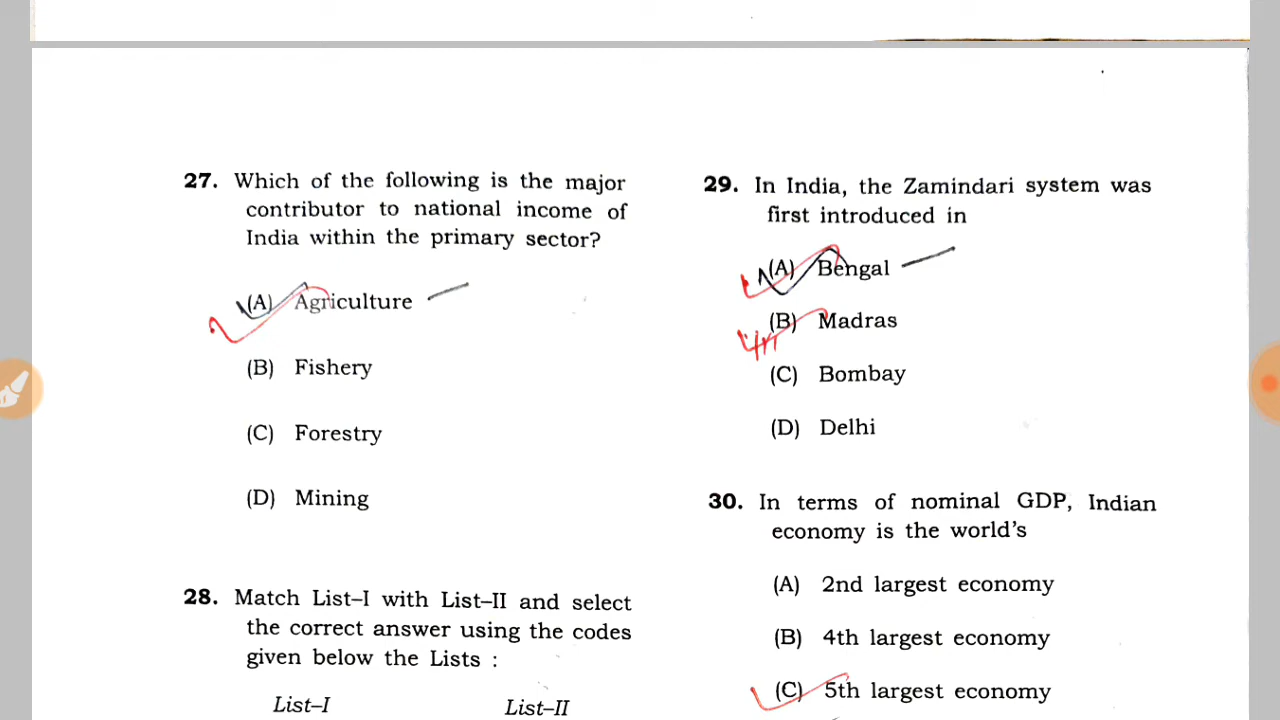 27. Which of the following is the major
contributor to national income of
India within the primary sector?
(A) Agriculture
(B) Fishery
(C) Forestry
(D) Mining
28. Match List–I with List–II and select
the correct answer using the codes
given below the Lists :
List–I List–II
29. In India, the Zamindari system was
first introduced in
(A) Bengal
(B) Madras
(C) Bombay
(D) Delhi
30. In terms of nominal GDP, Indian
economy is the world's
(A) 2nd largest economy
(B) 4th largest economy
(C) 5th largest economy